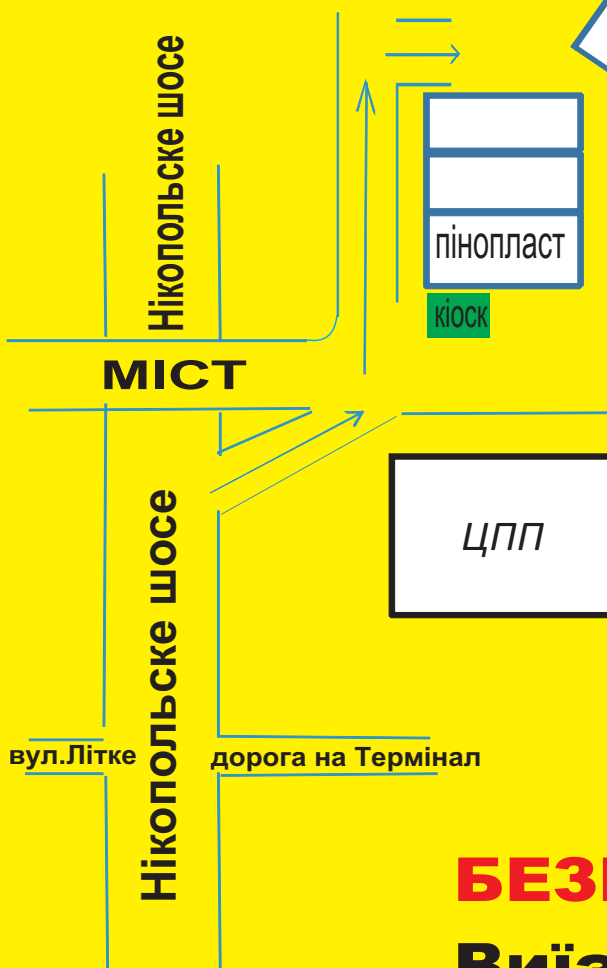 Нікопольске шосе
пінопласт
кіоск
МІСТ
ЦПП
Нікопольске шосе
вул.Літке
дорога на Термінал